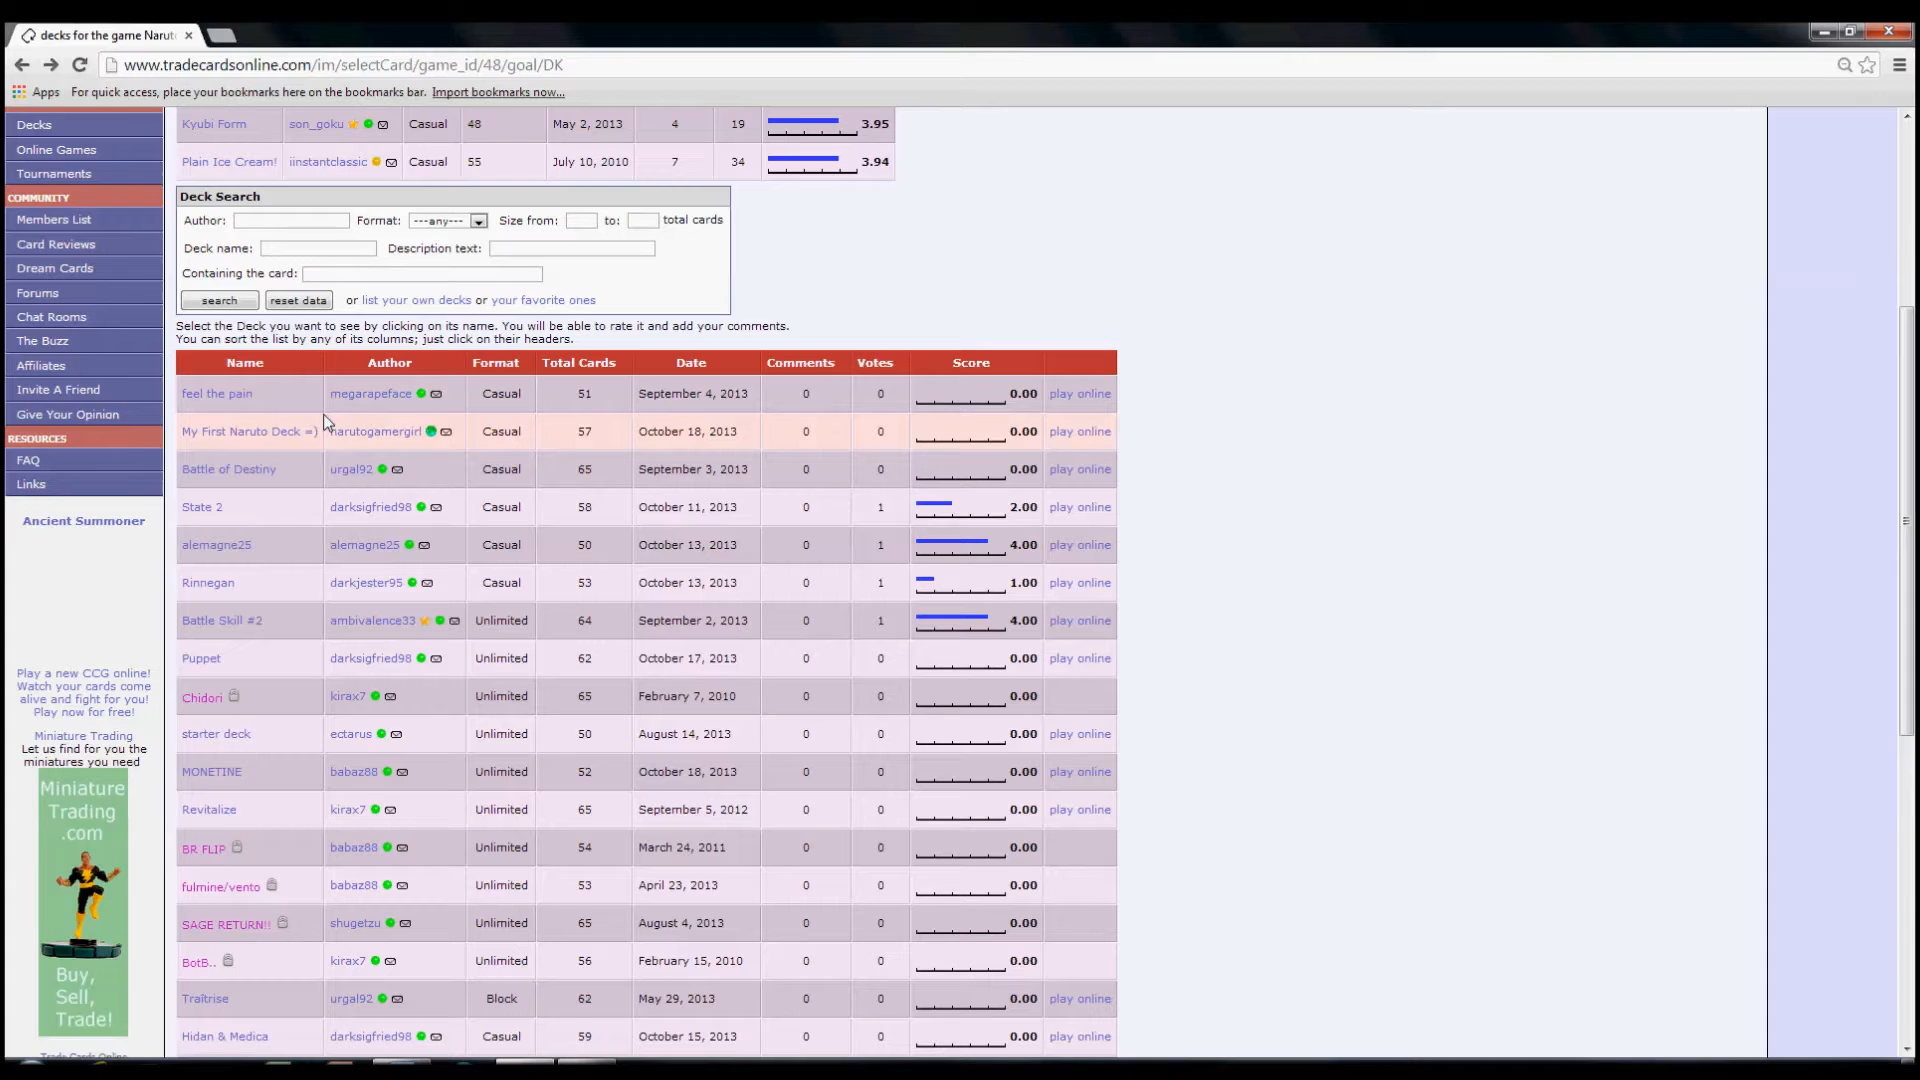 decks for the game Narut
www.tradecardsonline.com/im/selectCard/game_id/48/goal/DK
Apps For quick access, place your bookmarks here on the bookmarks bar. Import bookmarks now...
Decks
Online Games
Tournaments
COMMUNITY
Members List
Card Reviews
Dream Cards
Forums
Chat Rooms
The Buzz
Affiliates
Invite A Friend
Give Your Opinion
RESOURCES
FAQ
Links
Ancient Summoner
Play a new CCG online!
Watch your cards come
alive and fight for you!
Play now for free!
Miniature Trading
Let us find for you the
miniatures you need
Miniature
Trading
.com
Buy,
Sell,
Trade!
Trade Cards Online
Kyubi Form son_goku Casual 48 May 2, 2013 4 19 3.95
Plain Ice Cream! iinstantclassic Casual 55 July 10, 2010 7 34 3.94
Deck Search
Author: Format: ---any--- Size from: to: total cards
Deck name: Description text:
Containing the card:
search reset data or list your own decks or your favorite ones
Select the Deck you want to see by clicking on its name. You will be able to rate it and add your comments.
You can sort the list by any of its columns; just click on their headers.
Name Author Format Total Cards Date Comments Votes Score
feel the pain megarapeface Casual 51 September 4, 2013 0 0 0.00 play online
My First Naruto Deck =) narutogamergirl Casual 57 October 18, 2013 0 0 0.00 play online
Battle of Destiny urgal92 Casual 65 September 3, 2013 0 0 0.00 play online
State 2 darksigfried98 Casual 58 October 11, 2013 0 1 2.00 play online
alemagne25 alemagne25 Casual 50 October 13, 2013 0 1 4.00 play online
Rinnegan darkjester95 Casual 53 October 13, 2013 0 1 1.00 play online
Battle Skill #2 ambivalence33 Unlimited 64 September 2, 2013 0 1 4.00 play online
Puppet darksigfried98 Unlimited 62 October 17, 2013 0 0 0.00 play online
Chidori kirax7 Unlimited 65 February 7, 2010 0 0 0.00
starter deck ectarus Unlimited 50 August 14, 2013 0 0 0.00 play online
MONETINE babaz88 Unlimited 52 October 18, 2013 0 0 0.00 play online
Revitalize kirax7 Unlimited 65 September 5, 2012 0 0 0.00 play online
BR FLIP babaz88 Unlimited 54 March 24, 2011 0 0 0.00
fulmine/vento babaz88 Unlimited 53 April 23, 2013 0 0 0.00
SAGE RETURN!! shugetzu Unlimited 65 August 4, 2013 0 0 0.00
BotB.. kirax7 Unlimited 56 February 15, 2010 0 0 0.00
Traîtrise urgal92 Block 62 May 29, 2013 0 0 0.00 play online
Hidan & Medica darksigfried98 Casual 59 October 15, 2013 0 0 0.00 play online